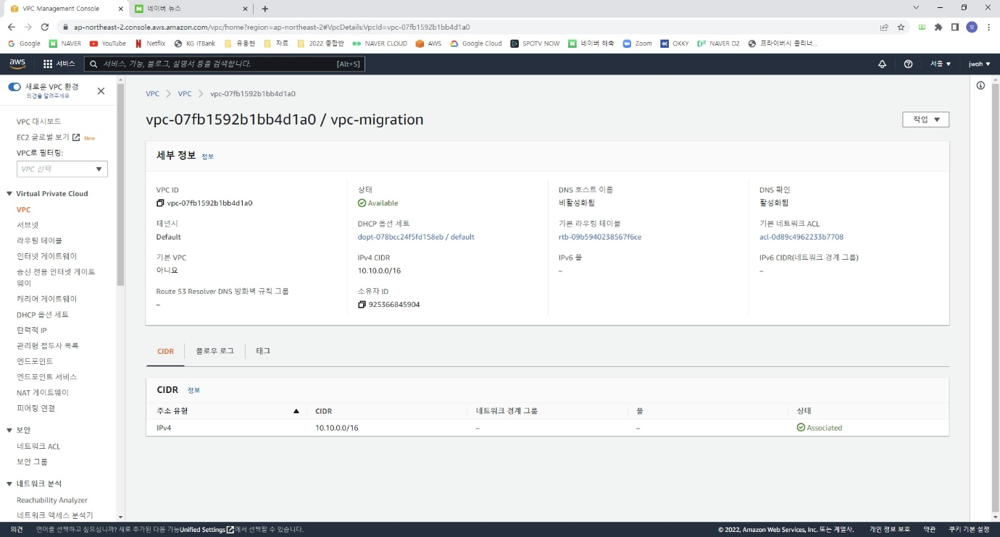 VPC Management Console
네이버 뉴스
ap-northeast-2.console.aws.amazon.com/vpc/home?region=ap-northeast-2#VpcDetails:VpcId=vpc-07fb1592b1bb4d1a0
Google NAVER YouTube Netflix KG ITBank 유용한 자료 2022 종합반 NAVER CLOUD AWS Google Cloud SPOTV NOW 네이버 해축 Zoom OKKY NAVER D2 프라이버시 클리너...
aws 서비스 서비스, 기능, 블로그, 설명서 등을 검색합니다. [Alt+S] 서울 jwoh
새로운 VPC 환경
의견을 알려주세요
VPC 대시보드
EC2 글로벌 보기 New
VPC로 필터링:
VPC 선택
Virtual Private Cloud
VPC
서브넷
라우팅 테이블
인터넷 게이트웨이
송신 전용 인터넷 게이트
웨이
캐리어 게이트웨이
DHCP 옵션 세트
탄력적 IP
관리형 접두사 목록
엔드포인트
엔드포인트 서비스
NAT 게이트웨이
피어링 연결
보안
네트워크 ACL
보안 그룹
네트워크 분석
Reachability Analyzer
네트워크 액세스 분석기
VPC VPC vpc-07fb1592b1bb4d1a0
vpc-07fb1592b1bb4d1a0 / vpc-migration
작업
세부 정보 정보
VPC ID
vpc-07fb1592b1bb4d1a0
상태
Available
DNS 호스트 이름
비활성화됨
DNS 확인
활성화됨
테넌시
Default
DHCP 옵션 세트
dopt-078bcc24f5fd158eb / default
기본 라우팅 테이블
rtb-09b5940238567f6ce
기본 네트워크 ACL
acl-0d89c4962233b7708
기본 VPC
아니요
IPv4 CIDR
10.10.0.0/16
IPv6 풀
–
IPv6 CIDR(네트워크 경계 그룹)
–
Route 53 Resolver DNS 방화벽 규칙 그룹
–
소유자 ID
925366845904
CIDR 플로우 로그 태그
CIDR 정보
주소 유형 CIDR 네트워크 경계 그룹 풀 상태
IPv4 10.10.0.0/16 – – Associated
의견 언어를 선택하고 싶으십니까? 새로 추가된 다음 기능Unified Settings에서 선택할 수 있습니다. © 2022, Amazon Web Services, Inc. 또는 계열사. 개인 정보 보호 약관 쿠키 기본 설정